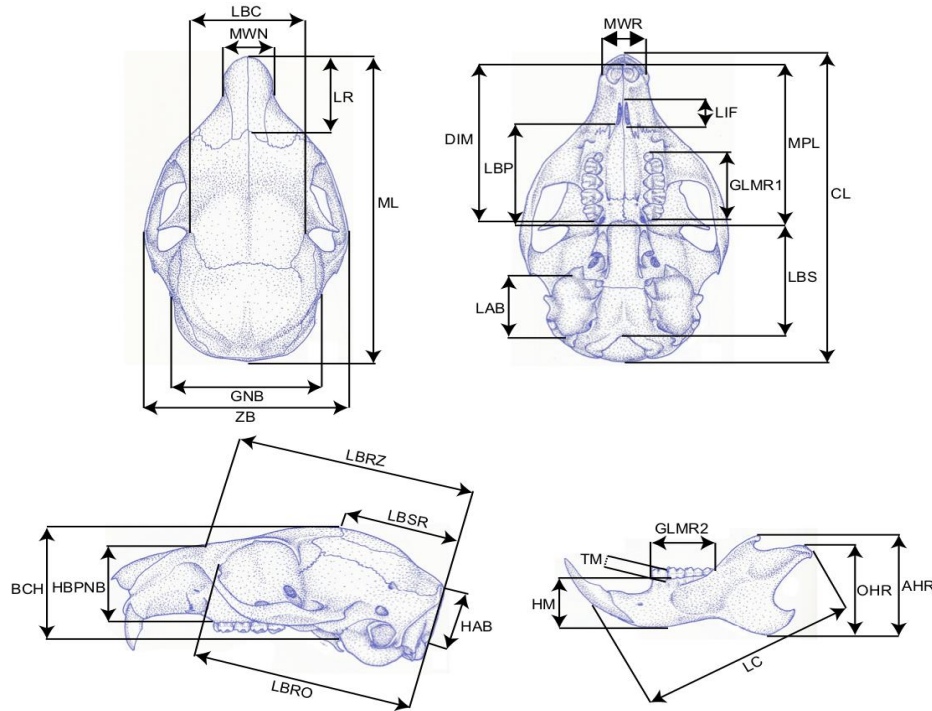 LBC
MWN
LR
ML
GNB
ZB
MWR
LIF
DIM
MPL
LBP
GLMR1
CL
LBS
LAB
LBRZ
LBSR
BCH
HBPNB
HAB
LBRO
GLMR2
TM
HM
OHR
AHR
LC